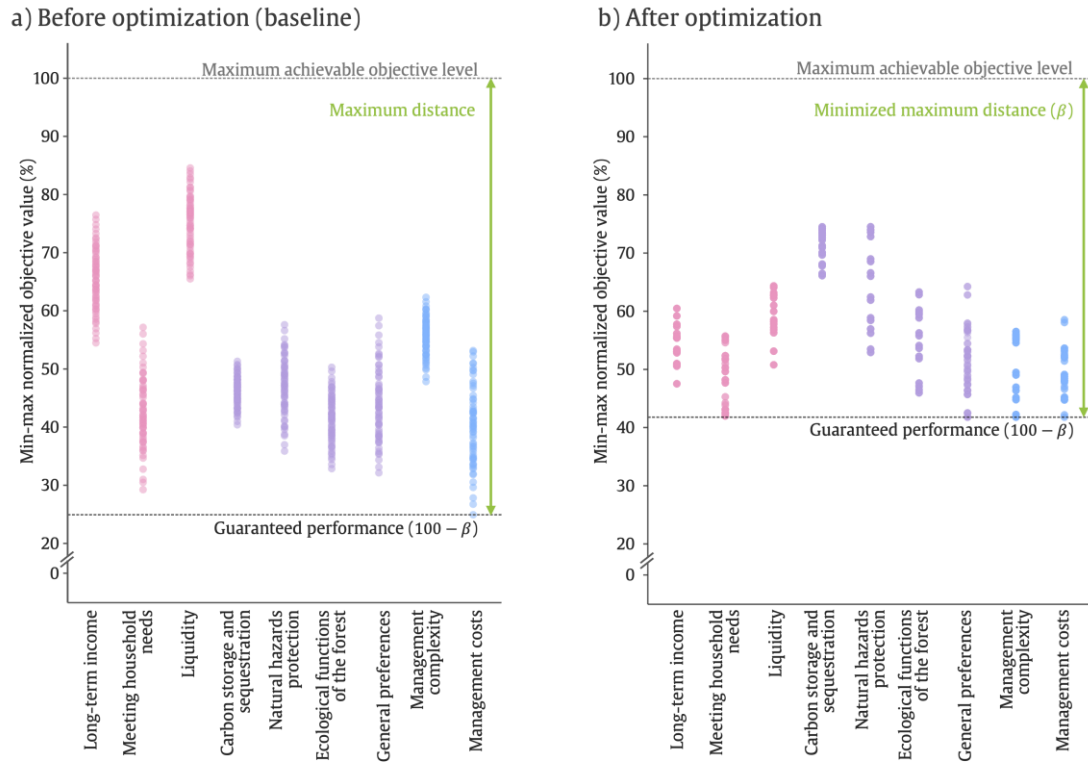 a) Before optimization (baseline)
Min-max normalized objective value (%)
100
90
80
70
60
50
40
30
20
0
Maximum achievable objective level
Maximum distance
Guaranteed performance (100 − β)
Long-term income
Meeting household
needs
Liquidity
Carbon storage and
sequestration
Natural hazards
protection
Ecological functions
of the forest
General preferences
Management
complexity
Management costs
b) After optimization
Min-max normalized objective value (%)
100
90
80
70
60
50
40
30
20
0
Maximum achievable objective level
Minimized maximum distance (β)
Guaranteed performance (100 − β)
Long-term income
Meeting household
needs
Liquidity
Carbon storage and
sequestration
Natural hazards
protection
Ecological functions
of the forest
General preferences
Management
complexity
Management costs